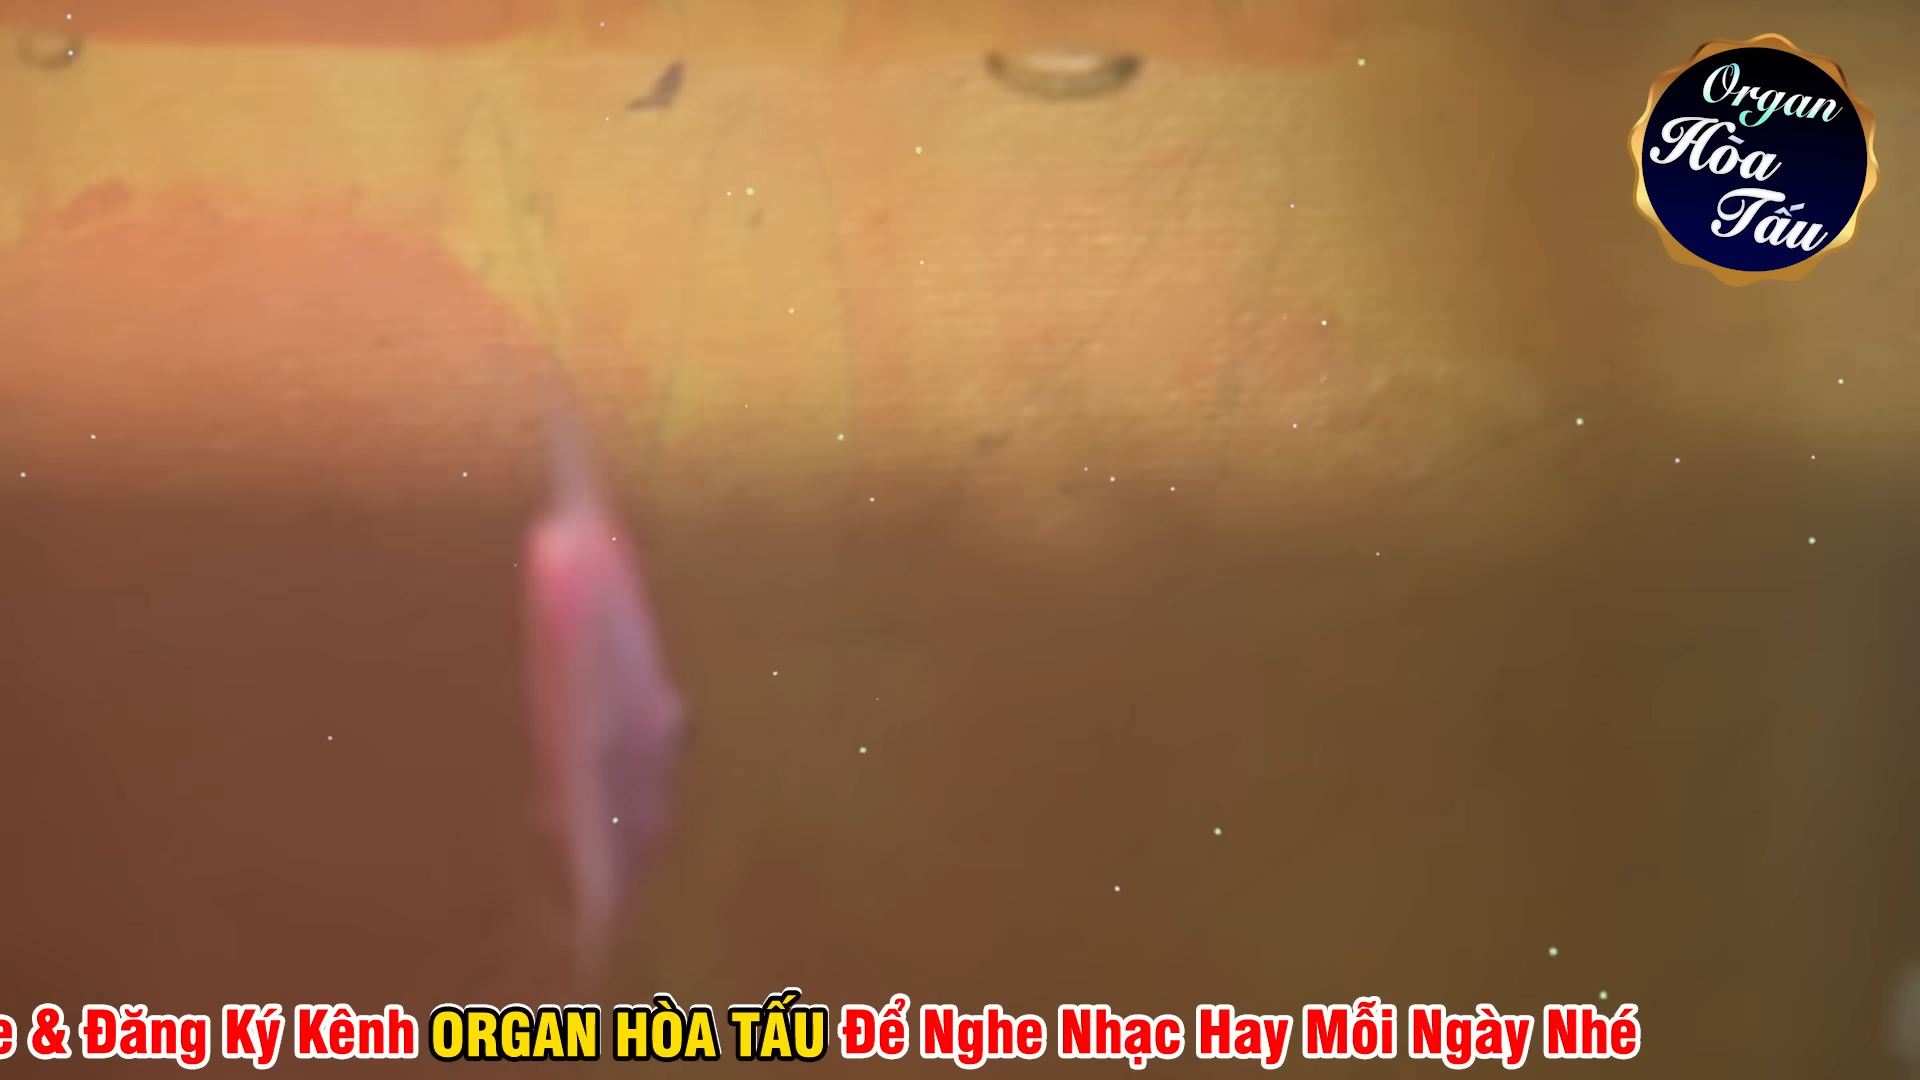 Organ
Hòa
Tấu
& Đăng Ký Kênh ORGAN HÒA TẤU Để Nghe Nhạc Hay Mỗi Ngày Nhé